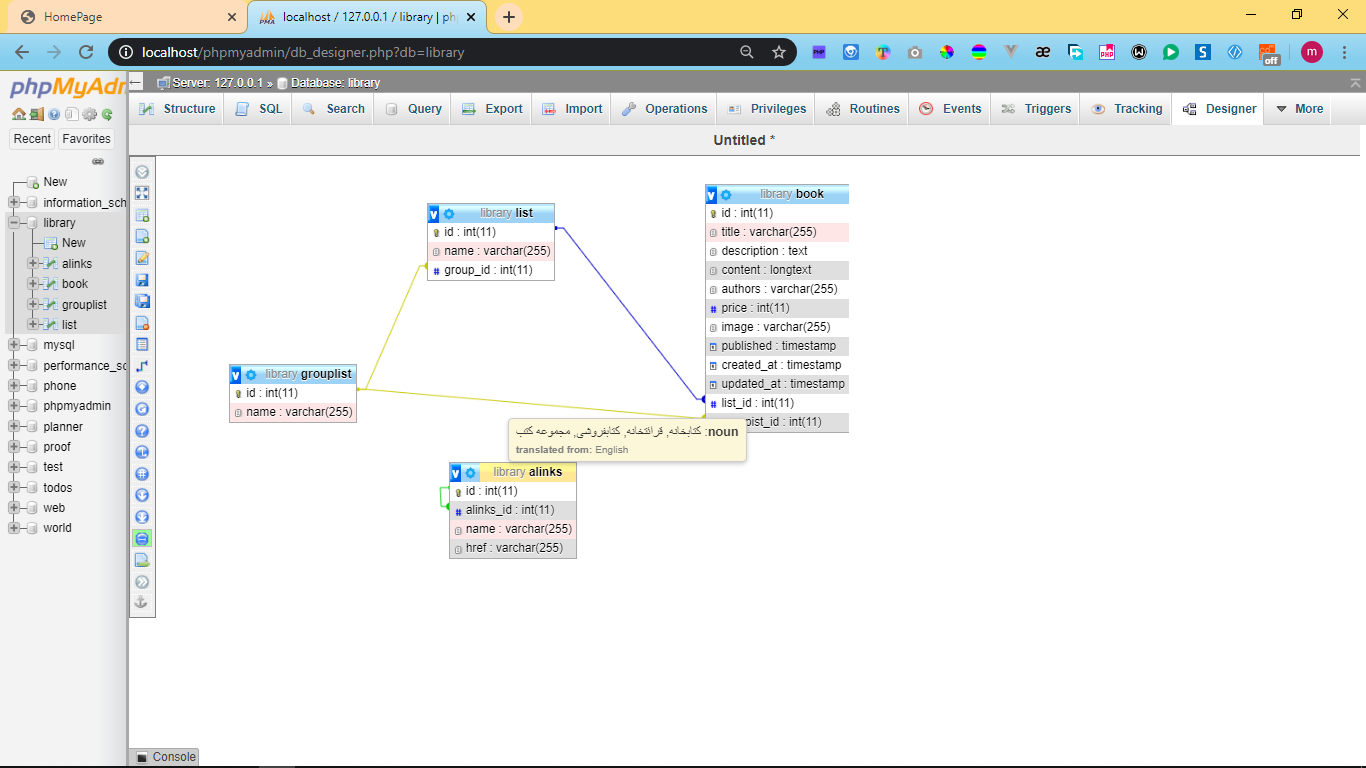 HomePage
localhost / 127.0.0.1 / library | ph
localhost/phpmyadmin/db_designer.php?db=library
PHP
PHP
æ
W
S
off
m
phpMyAdm
Server: 127.0.0.1 » Database: library
Structure SQL Search Query Export Import Operations Privileges Routines Events Triggers Tracking Designer More
Recent Favorites
Untitled *
New
information_sch
library
New
alinks
book
grouplist
list
mysql
performance_sc
phone
phpmyadmin
planner
proof
test
todos
web
world
v library list
id : int(11)
name : varchar(255)
group_id : int(11)
v library book
id : int(11)
title : varchar(255)
description : text
content : longtext
authors : varchar(255)
price : int(11)
image : varchar(255)
published : timestamp
created_at : timestamp
updated_at : timestamp
list_id : int(11)
pist_id : int(11)
v library grouplist
id : int(11)
name : varchar(255)
noun: کتابخانه, قرائتخانه, کتابفروشی, مجموعه کتب
translated from: English
v library alinks
id : int(11)
alinks_id : int(11)
name : varchar(255)
href : varchar(255)
Console